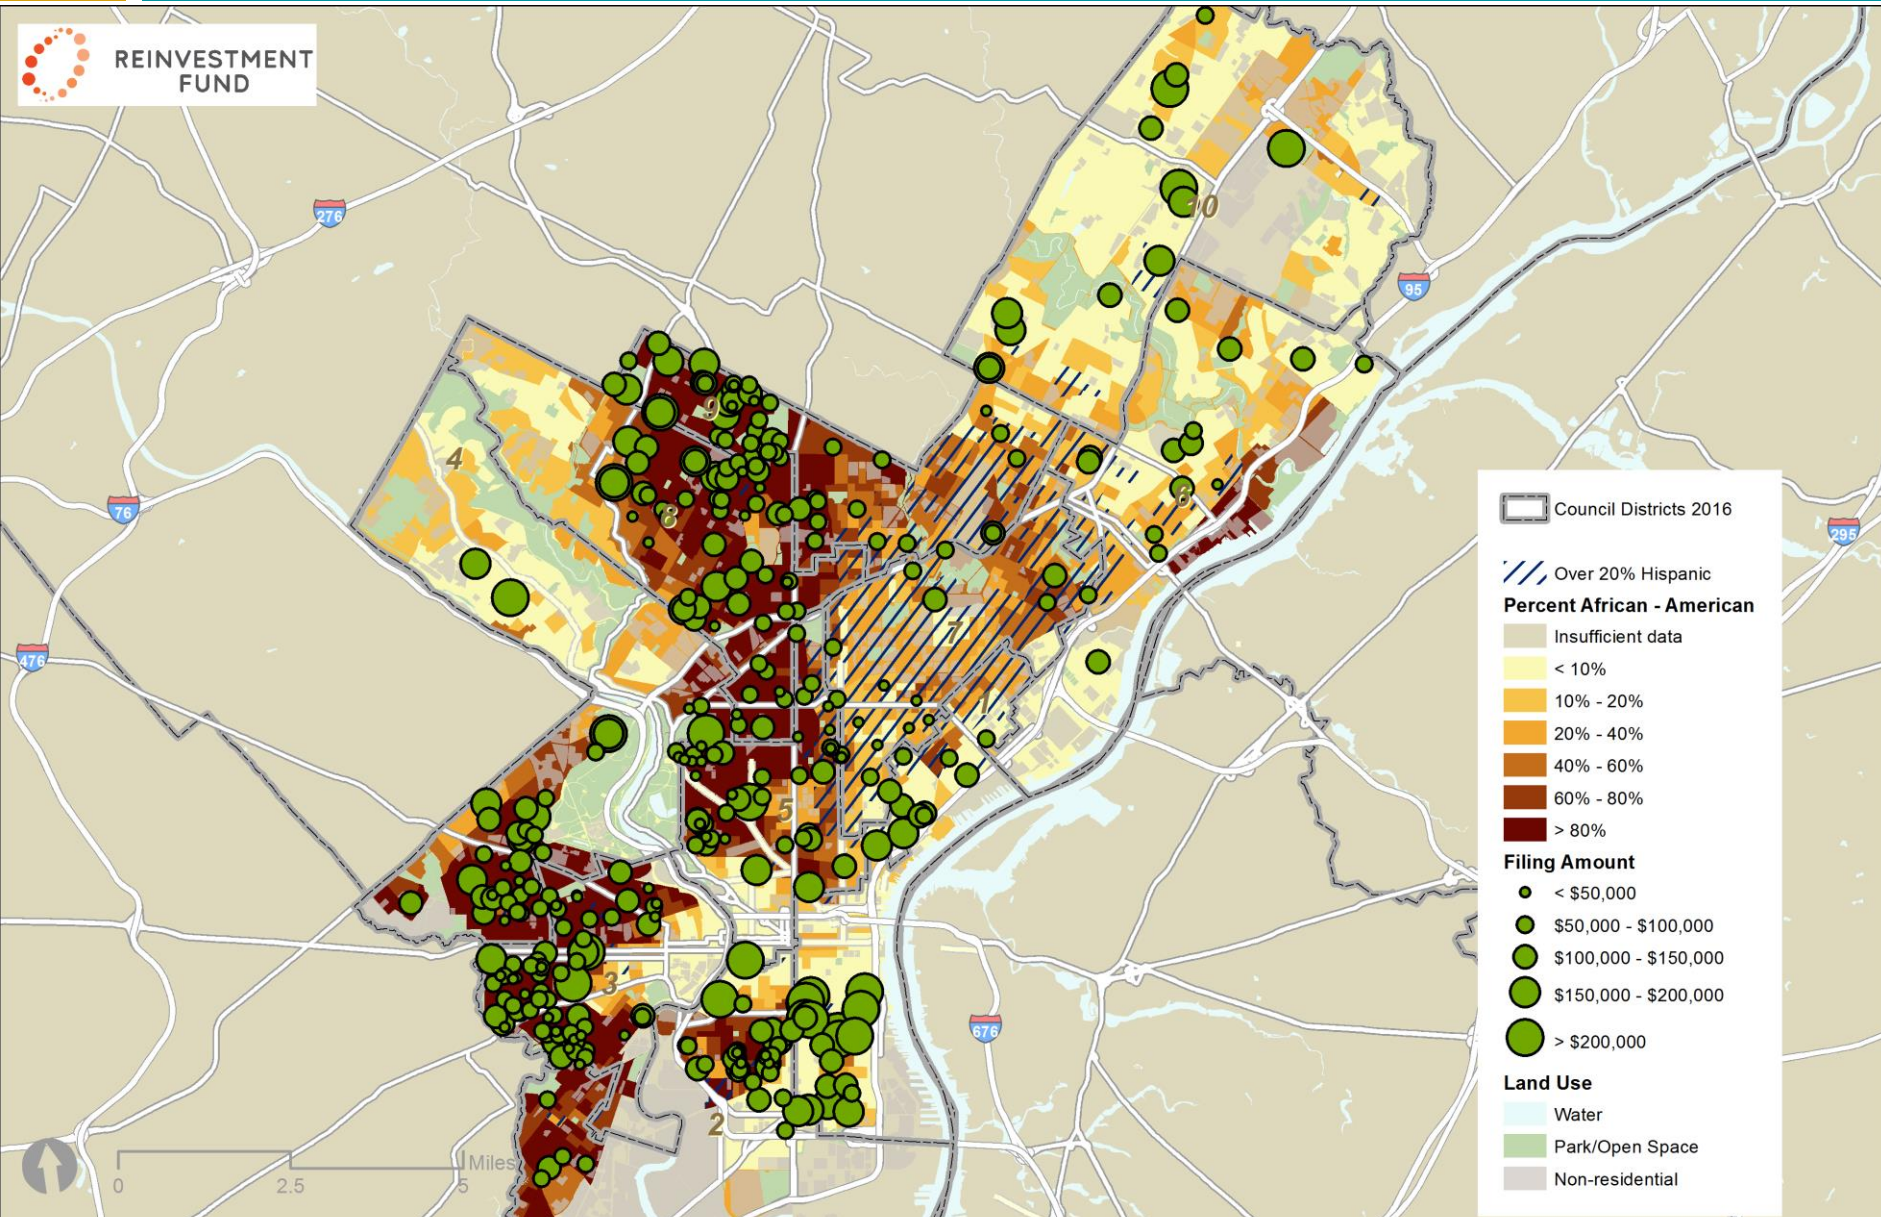 REINVESTMENT
FUND
276
10
95
9
4
76
8
6
295
7
476
1
5
3
676
2
Miles
0
2.5
5
Council Districts 2016
Over 20% Hispanic
Percent African - American
Insufficient data
< 10%
10% - 20%
20% - 40%
40% - 60%
60% - 80%
> 80%
Filing Amount
< $50,000
$50,000 - $100,000
$100,000 - $150,000
$150,000 - $200,000
> $200,000
Land Use
Water
Park/Open Space
Non-residential